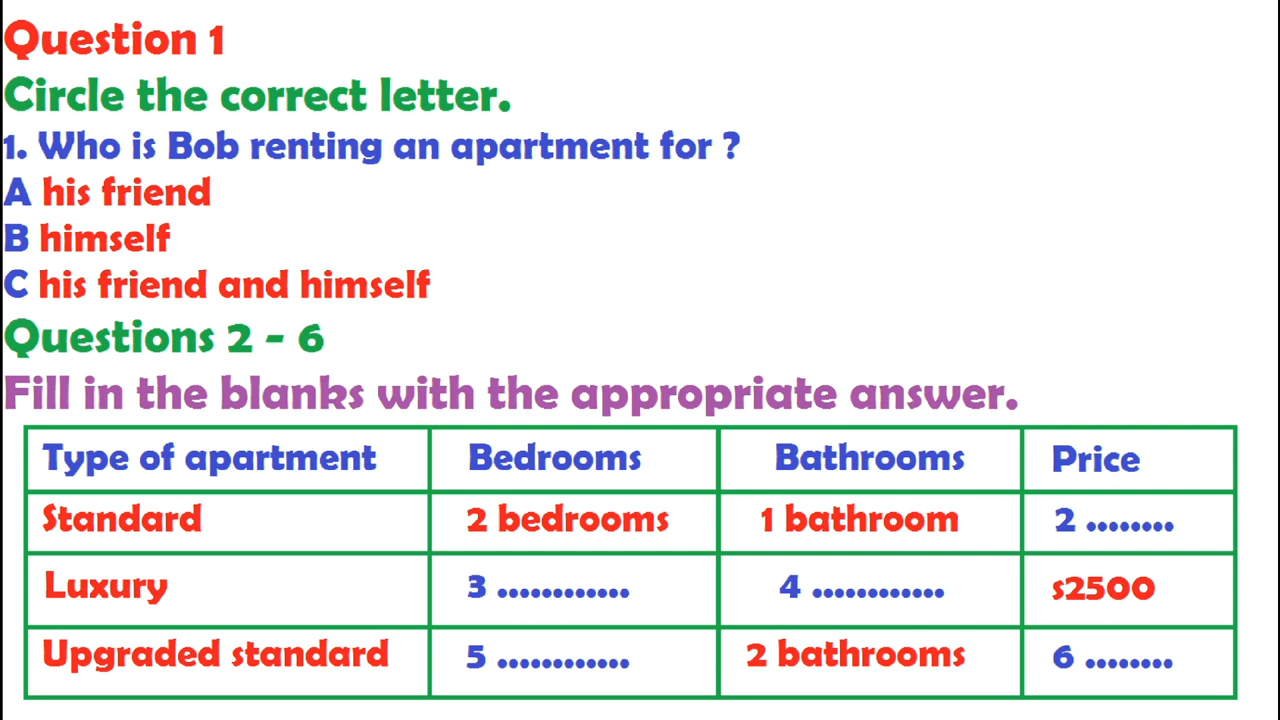 Question 1
Circle the correct letter.
1. Who is Bob renting an apartment for ?
A his friend
B himself
C his friend and himself
Questions 2 - 6
Fill in the blanks with the appropriate answer.
Type of apartment Bedrooms Bathrooms Price
Standard 2 bedrooms 1 bathroom 2 ........
Luxury 3 ............ 4 ............ s2500
Upgraded standard 5 ............ 2 bathrooms 6 ........